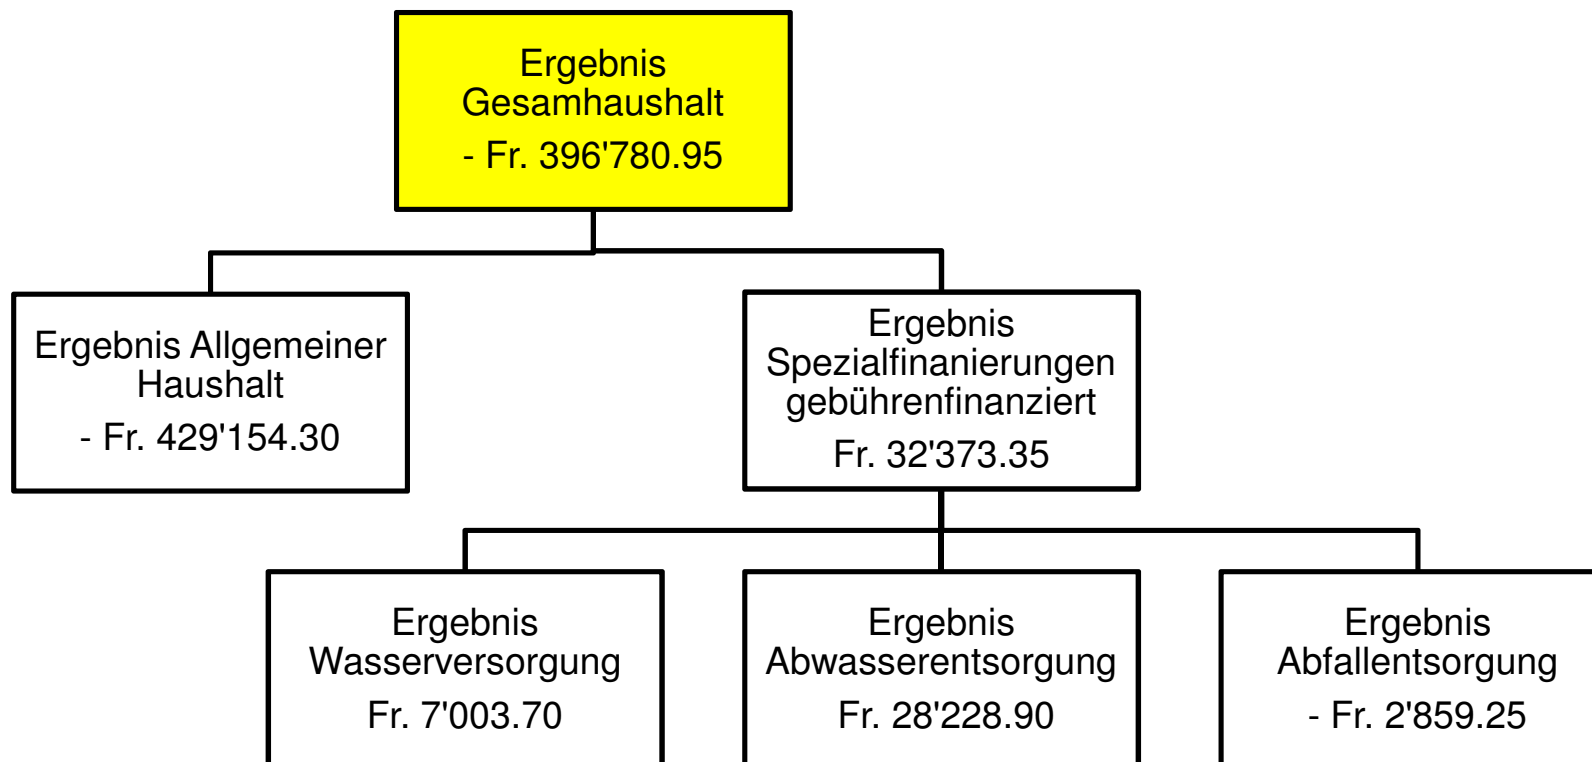 Ergebnis
Gesamhaushalt
- Fr. 396'780.95
Ergebnis Allgemeiner
Haushalt
- Fr. 429'154.30
Ergebnis
Spezialfinanierungen
gebührenfinanziert
Fr. 32'373.35
Ergebnis
Wasserversorgung
Fr. 7'003.70
Ergebnis
Abwasserentsorgung
Fr. 28'228.90
Ergebnis
Abfallentsorgung
- Fr. 2'859.25